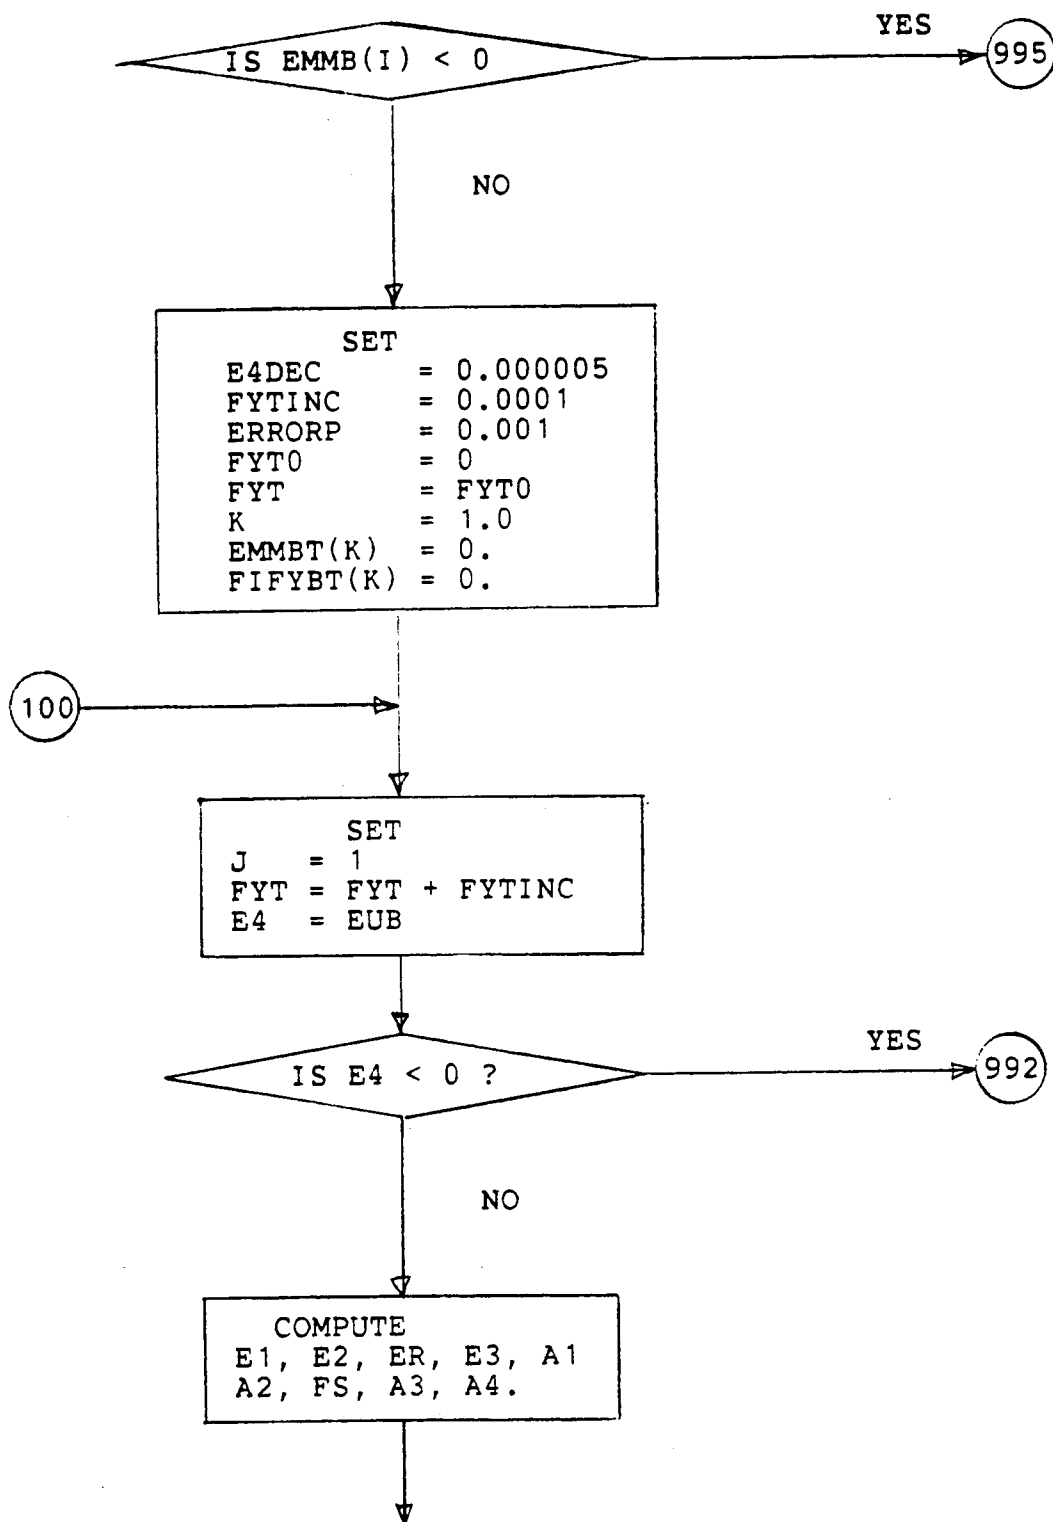 YES
IS EMMB(I) < 0
995
NO
SET
E4DEC = 0.000005
FYTINC = 0.0001
ERRORP = 0.001
FYT0 = 0
FYT = FYT0
K = 1.0
EMMBT(K) = 0.
FIFYBT(K) = 0.
100
SET
J = 1
FYT = FYT + FYTINC
E4 = EUB
YES
IS E4 < 0 ?
992
NO
COMPUTE
E1, E2, ER, E3, A1
A2, FS, A3, A4.